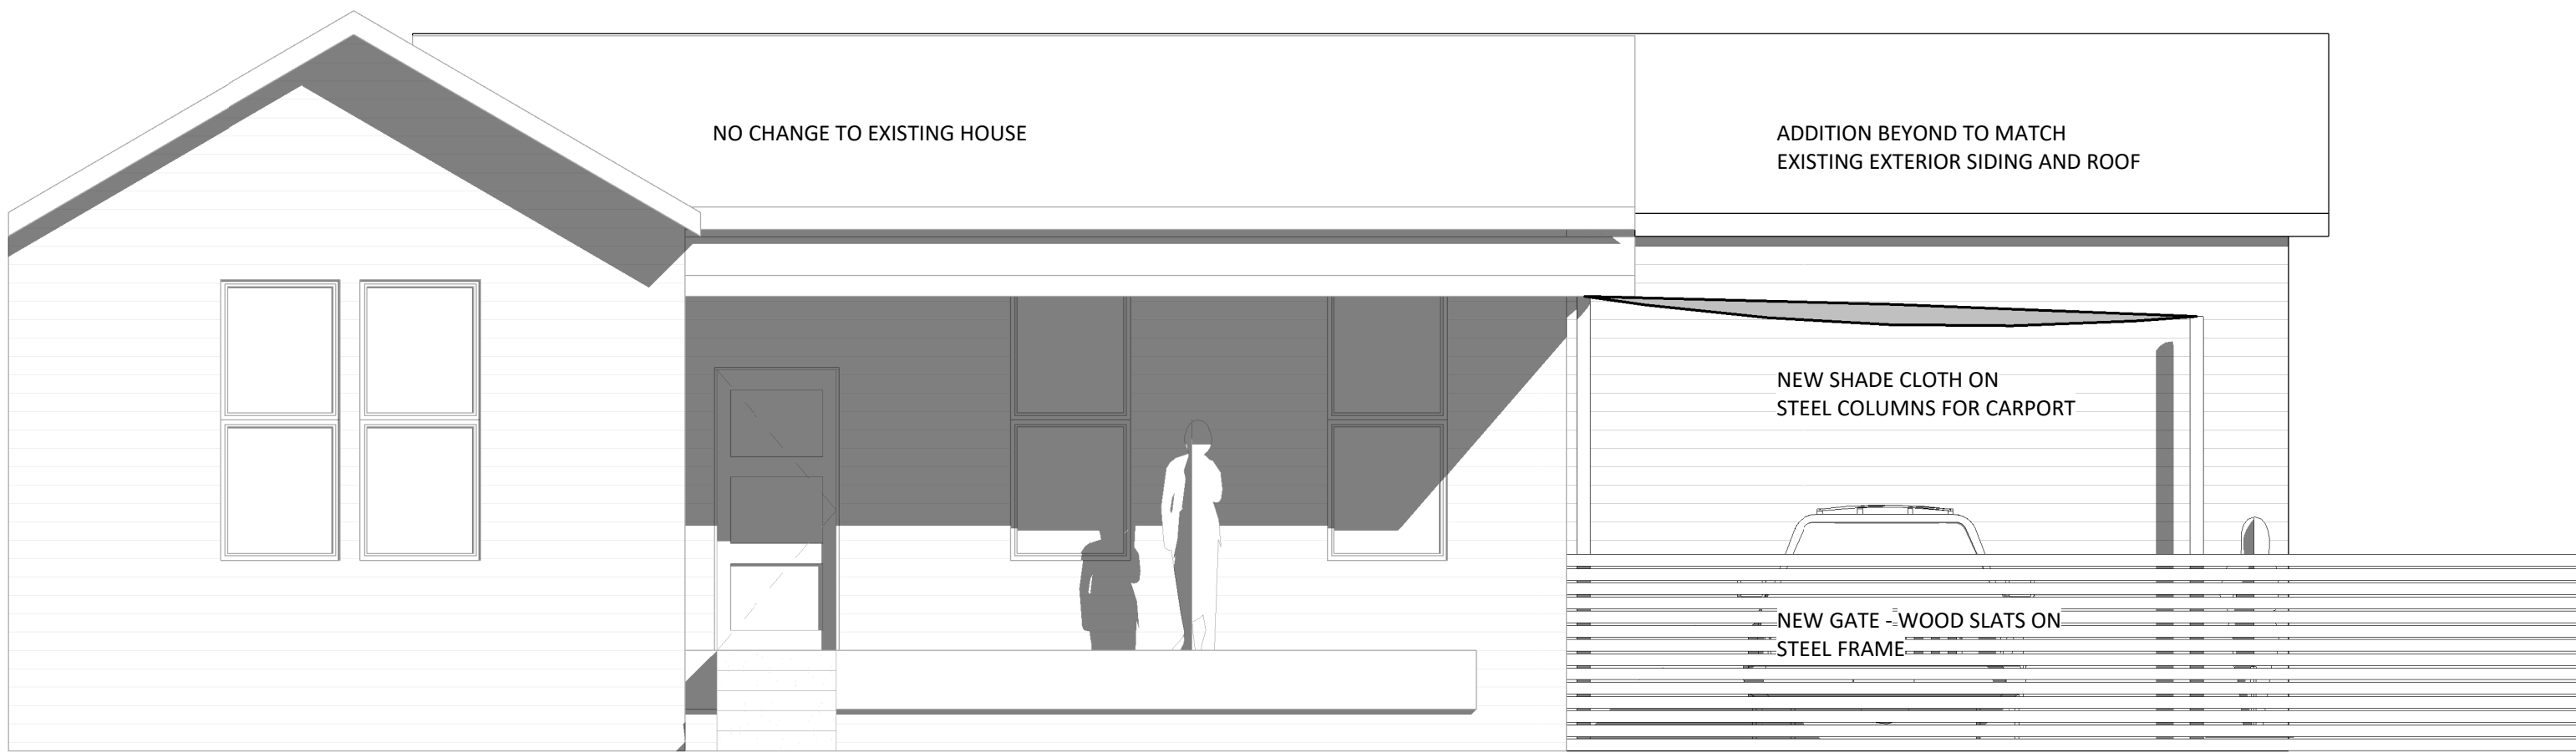 NO CHANGE TO EXISTING HOUSE
ADDITION BEYOND TO MATCH
EXISTING EXTERIOR SIDING AND ROOF
NEW SHADE CLOTH ON
STEEL COLUMNS FOR CARPORT
NEW GATE - WOOD SLATS ON
STEEL FRAME